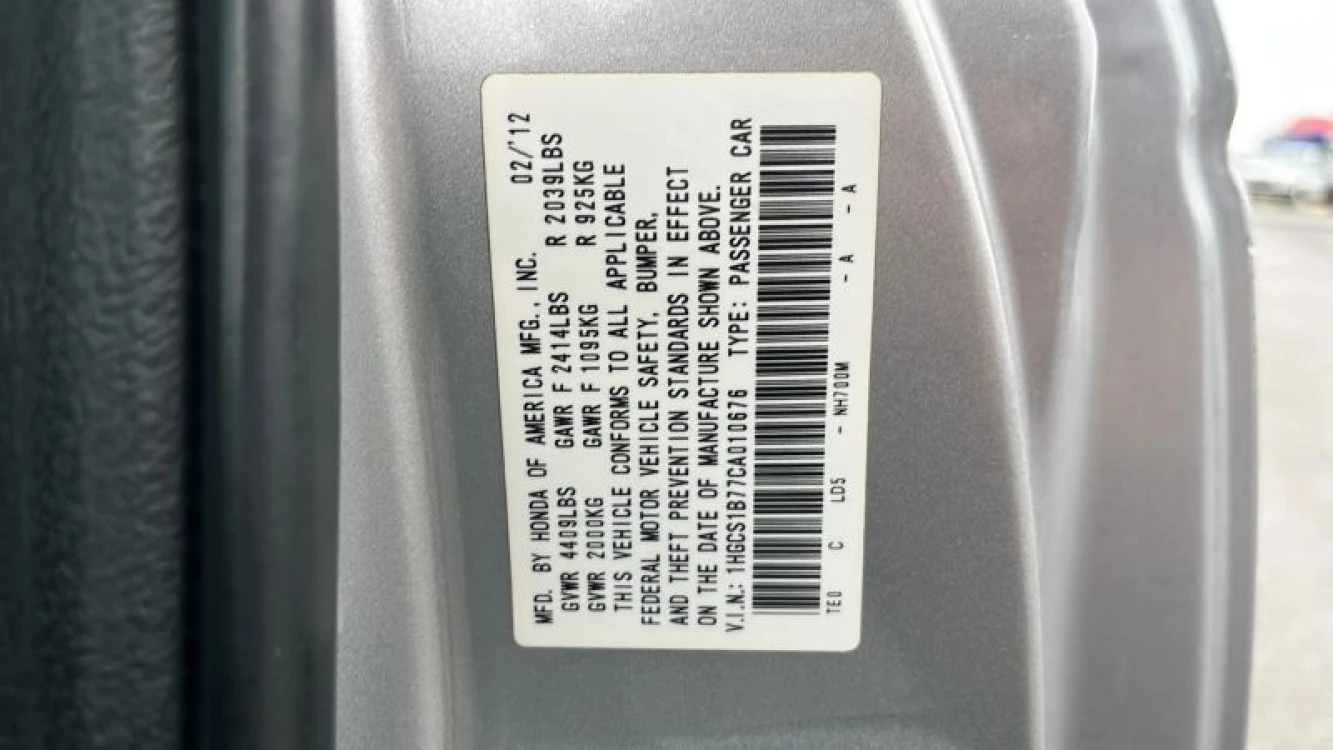 MFD. BY HONDA OF AMERICA MFG., INC. 02/'12
GVWR 4409LBS GAWR F 2414LBS R 2039LBS
GVWR 2000KG GAWR F 1095KG R 925KG
THIS VEHICLE CONFORMS TO ALL APPLICABLE
FEDERAL MOTOR VEHICLE SAFETY, BUMPER,
AND THEFT PREVENTION STANDARDS IN EFFECT
ON THE DATE OF MANUFACTURE SHOWN ABOVE.
V.I.N.: 1HGCS1B77CA010676 TYPE: PASSENGER CAR
TE0 C LD5 - NH700M - A - A